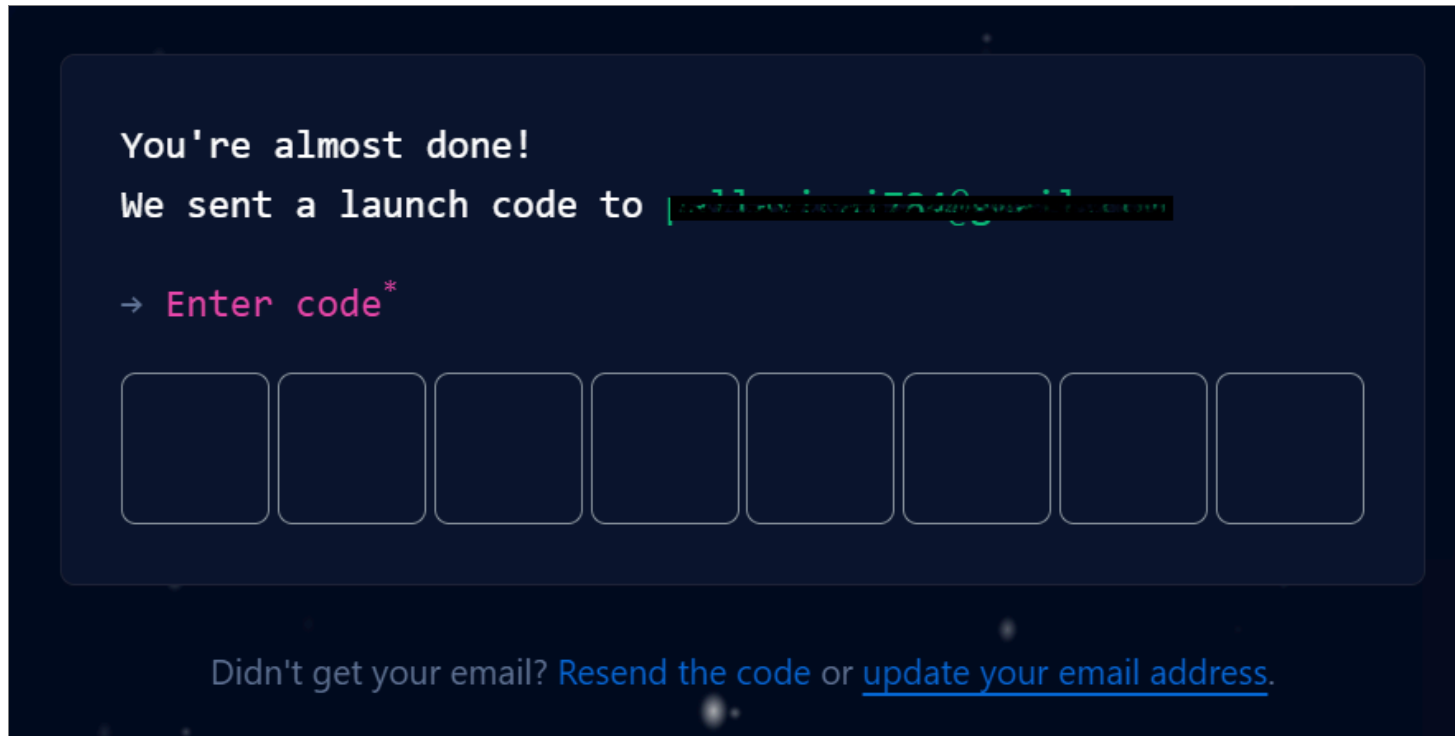 You're almost done!
We sent a launch code to
→ Enter code*
Didn't get your email? Resend the code or update your email address.